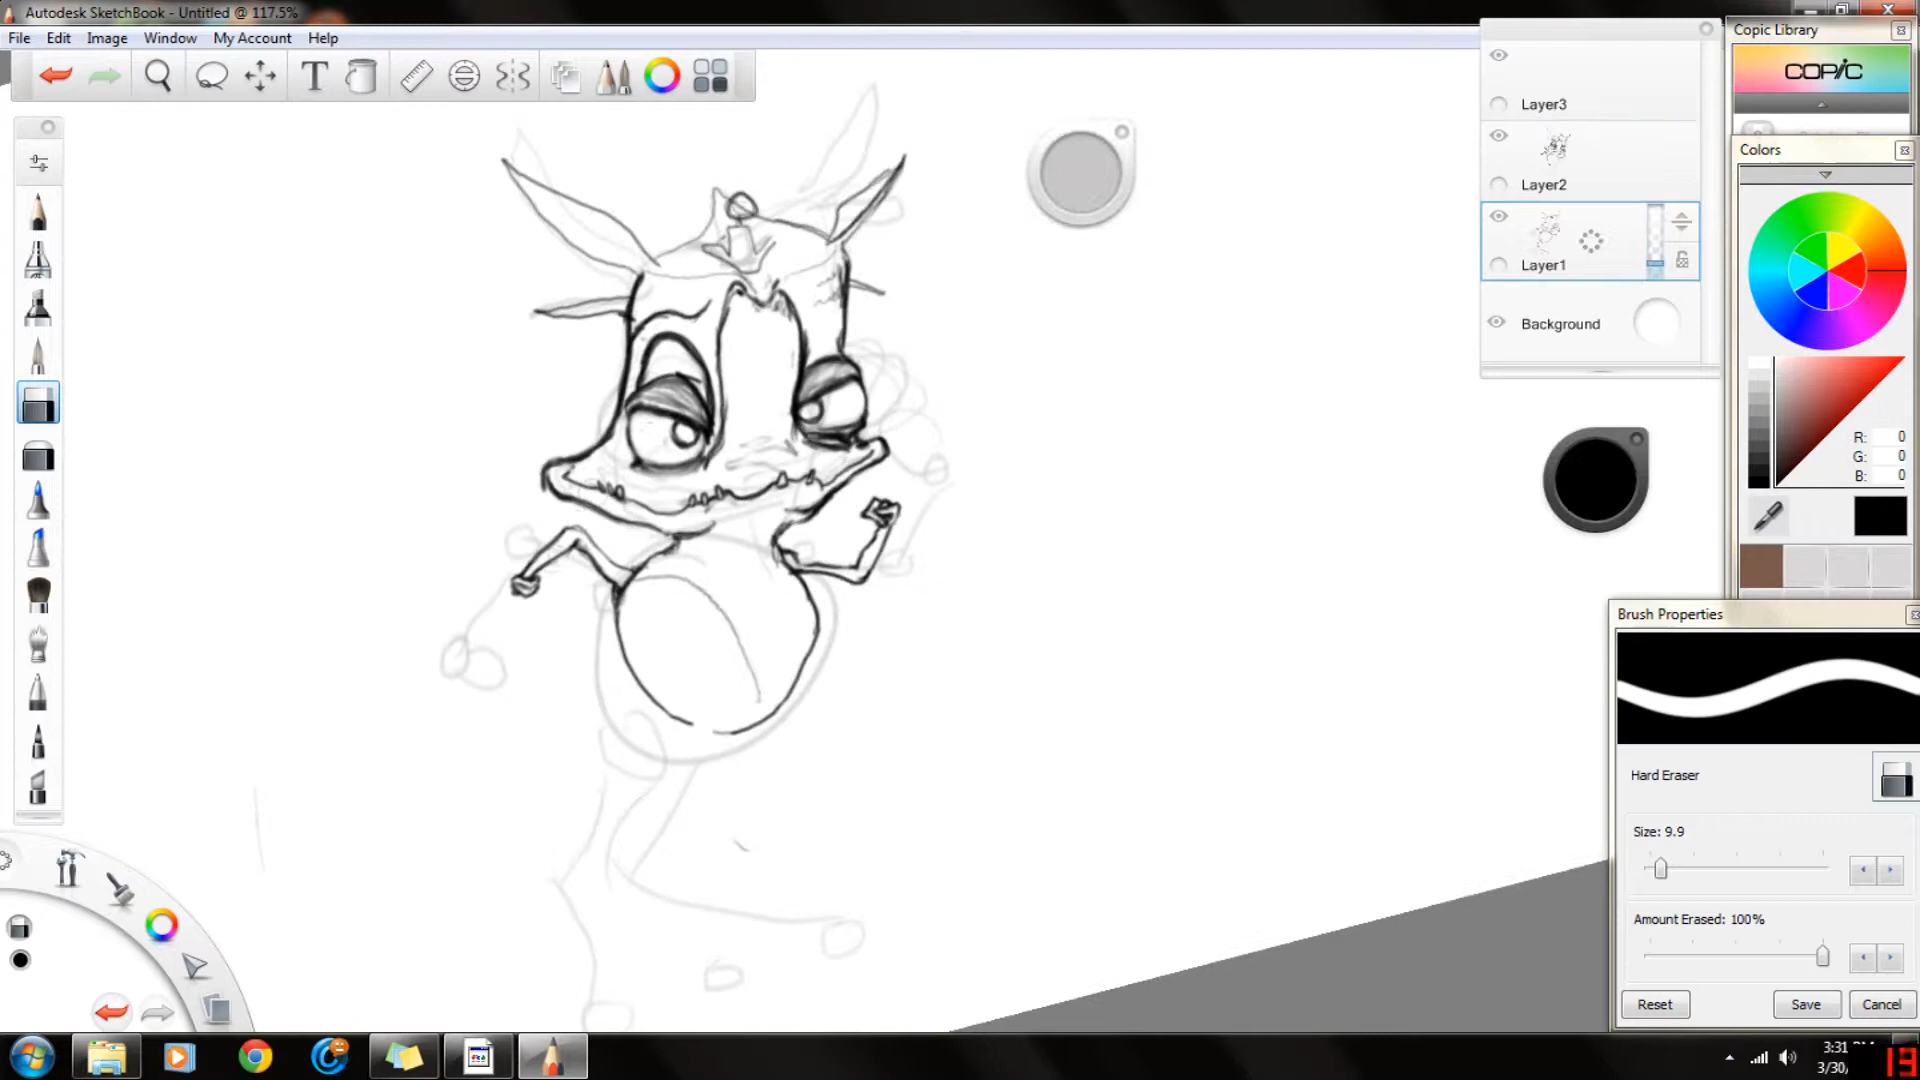 Autodesk SketchBook - Untitled @ 117.5%
File Edit Image Window My Account Help
T
Layer3
Layer2
Layer1
Background
Copic Library
COPIC
Colors
R: 0
G: 0
B: 0
Brush Properties
Hard Eraser
Size: 9.9
Amount Erased: 100%
Reset Save Cancel
3:31
3/30/
19